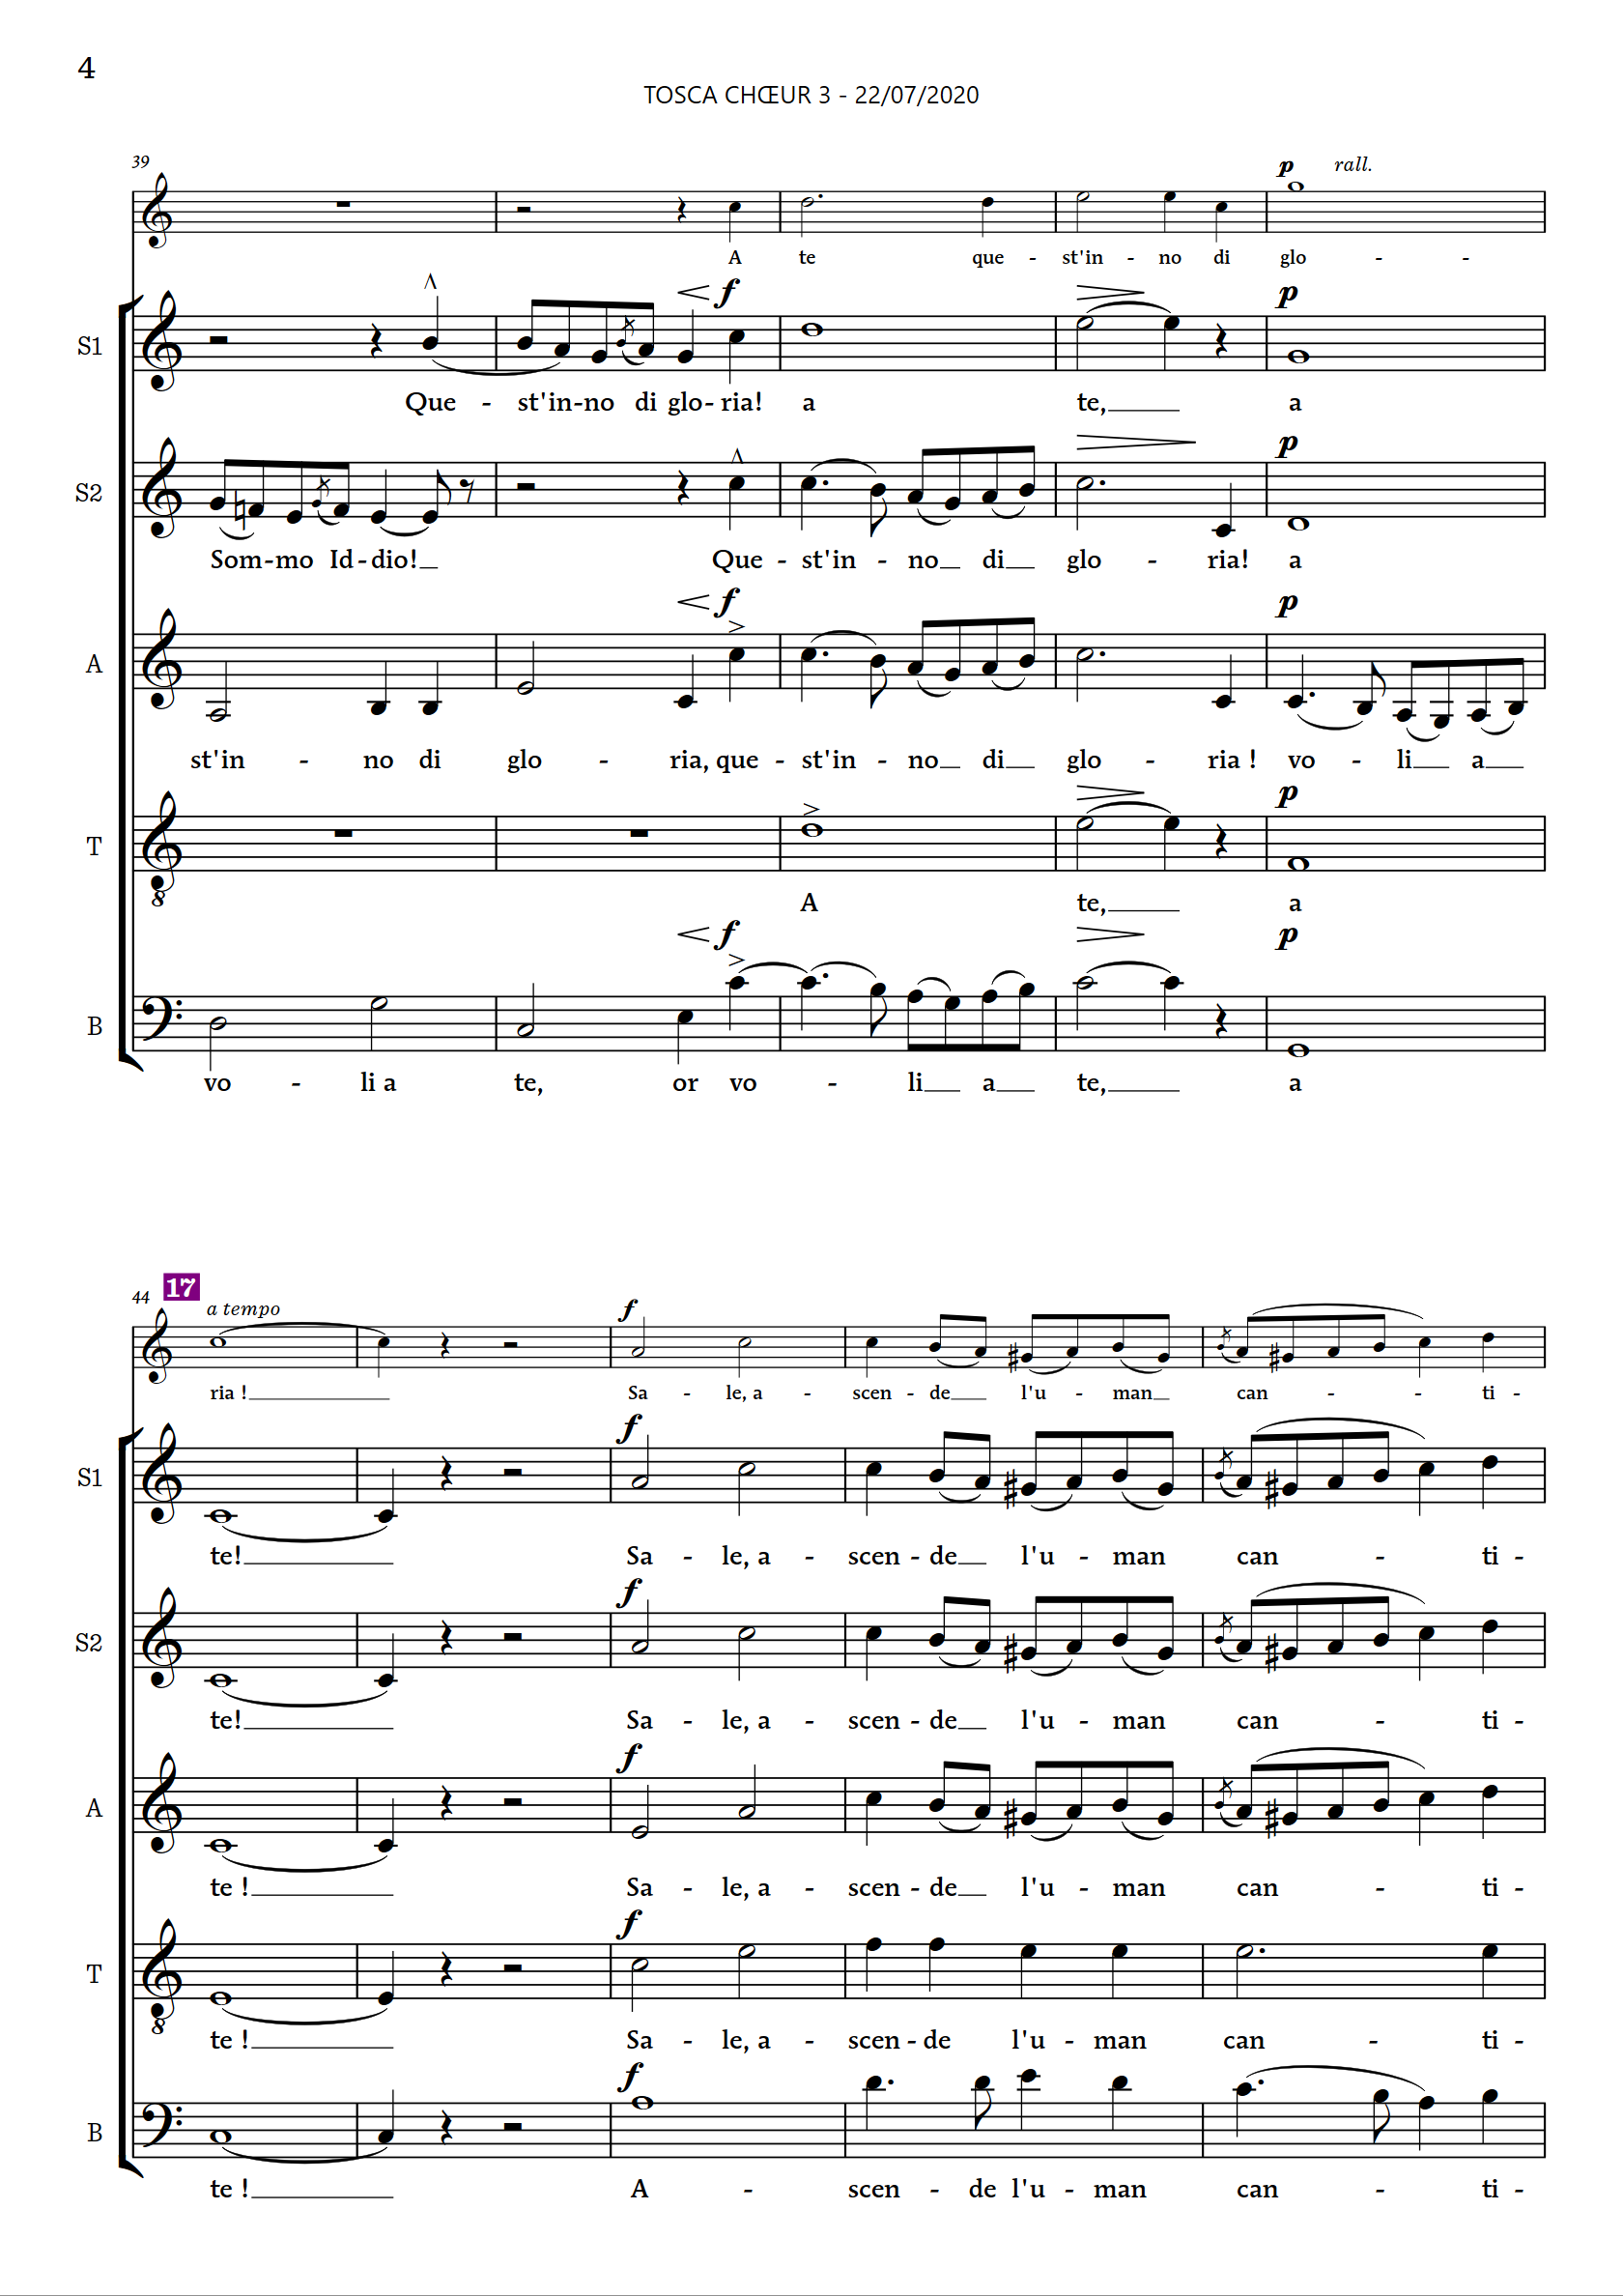 4
TOSCA CHŒUR 3 - 22/07/2020
39
p rall.
A te que - st'in - no di glo - -
f p
S1
Que - st'in-no di glo-ria! a te, a
p
S2
Som-mo Id-dio! Que - st'in - no di glo - ria! a
f p
A
st'in - no di glo - ria, que - st'in - no di glo - ria ! vo - li a
p
T
8
A te, a
f p
B
vo - li a te, or vo - li a te, a
44 17
a tempo f
ria ! Sa - le, a - scen - de l'u - man can - - ti -
f
S1
te! Sa - le, a - scen - de l'u - man can - ti -
f
S2
te! Sa - le, a - scen - de l'u - man can - ti -
f
A
te ! Sa - le, a - scen - de l'u - man can - ti -
f
T
8
te ! Sa - le, a - scen - de l'u - man can - ti -
f
B
te ! A - scen - de l'u - man can - ti -